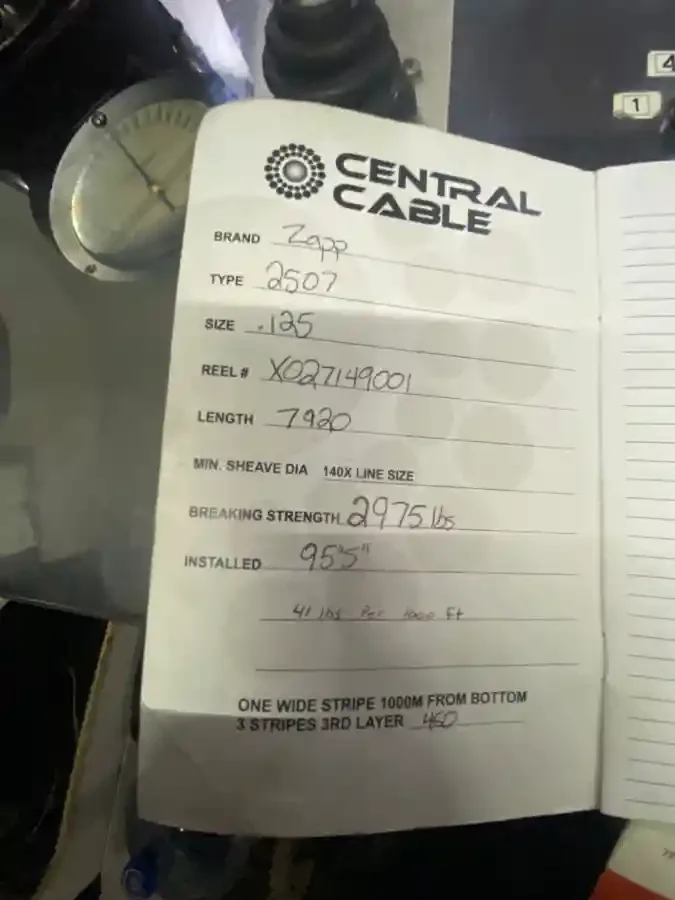 4
1
CENTRAL
CABLE
BRAND Zapp
TYPE 2507
SIZE .125
REEL # X027149001
LENGTH 7920
MIN. SHEAVE DIA 140X LINE SIZE
BREAKING STRENGTH 2975 lbs
INSTALLED 95"5"
41 lbs Per 1000 Ft
ONE WIDE STRIPE 1000M FROM BOTTOM
3 STRIPES 3RD LAYER 450